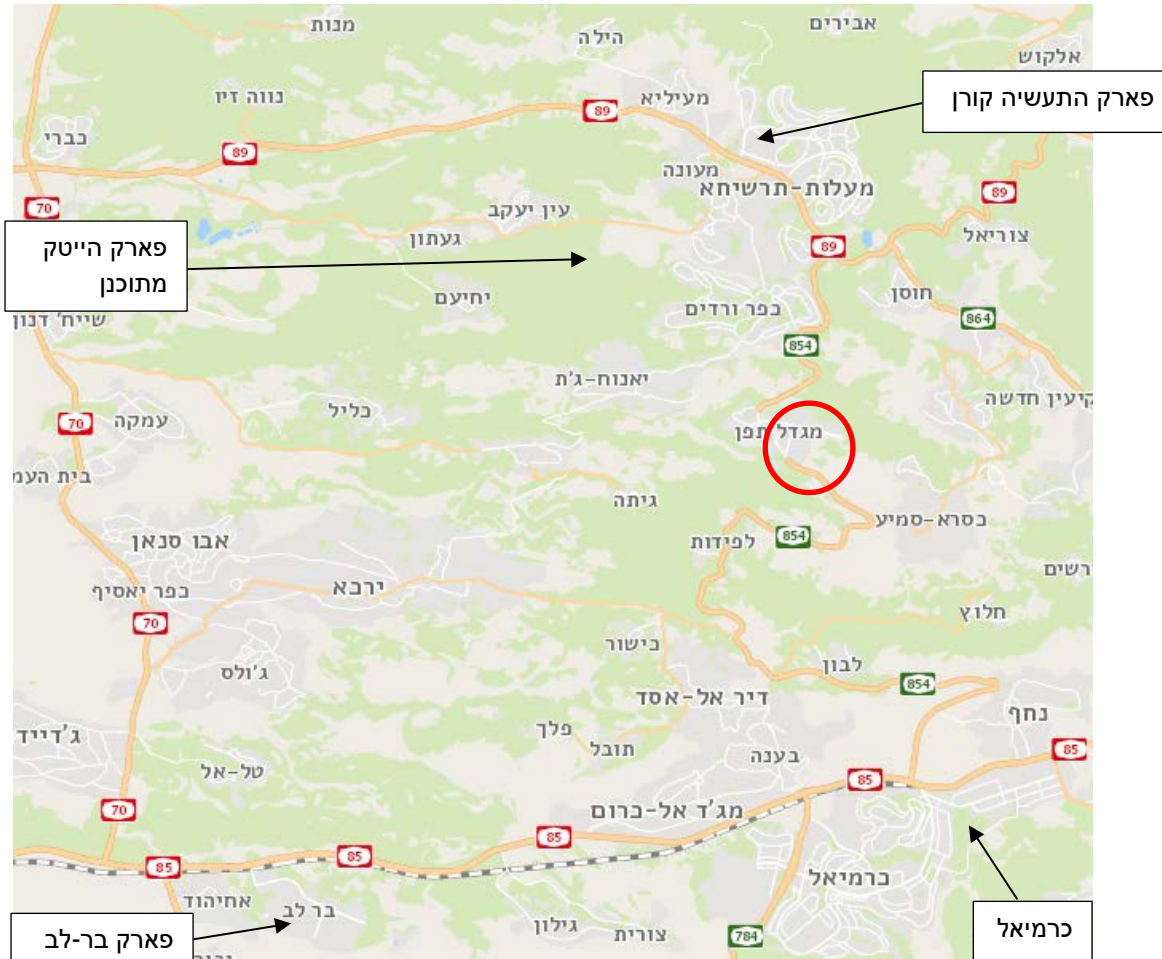 מנות
הילה
אבירים
אלקוש
פארק התעשיה קורן
נווה זיו
מעיליא
89
כברי
89
מעונה
מעלות-תרשיחא
89
70
עין יעקב
פארק הייטק
מתוכנן
געתון
89
צוריאל
יחיעם
כפר ורדים
חוסן
שייח' דנון
864
854
יאנוח-ג'ת
קיעין חדשה
70
עמקה
כליל
מגדל תפן
בית העמ
גיתה
כסרא-סמיע
אבו סנאן
לפידות
854
רשים
כפר יאסיף
ירכא
חלוץ
70
כישור
ג'ולס
לבון
854
דיר אל-אסד
נחף
ג'דייד
פלך
תובל
בענה
85
טל-אל
85
70
מג'ד אל-כרום
85
85
85
כרמיאל
אחיהוד
בר לב
גילון
צורית
784
פארק בר-לב
כרמיאל